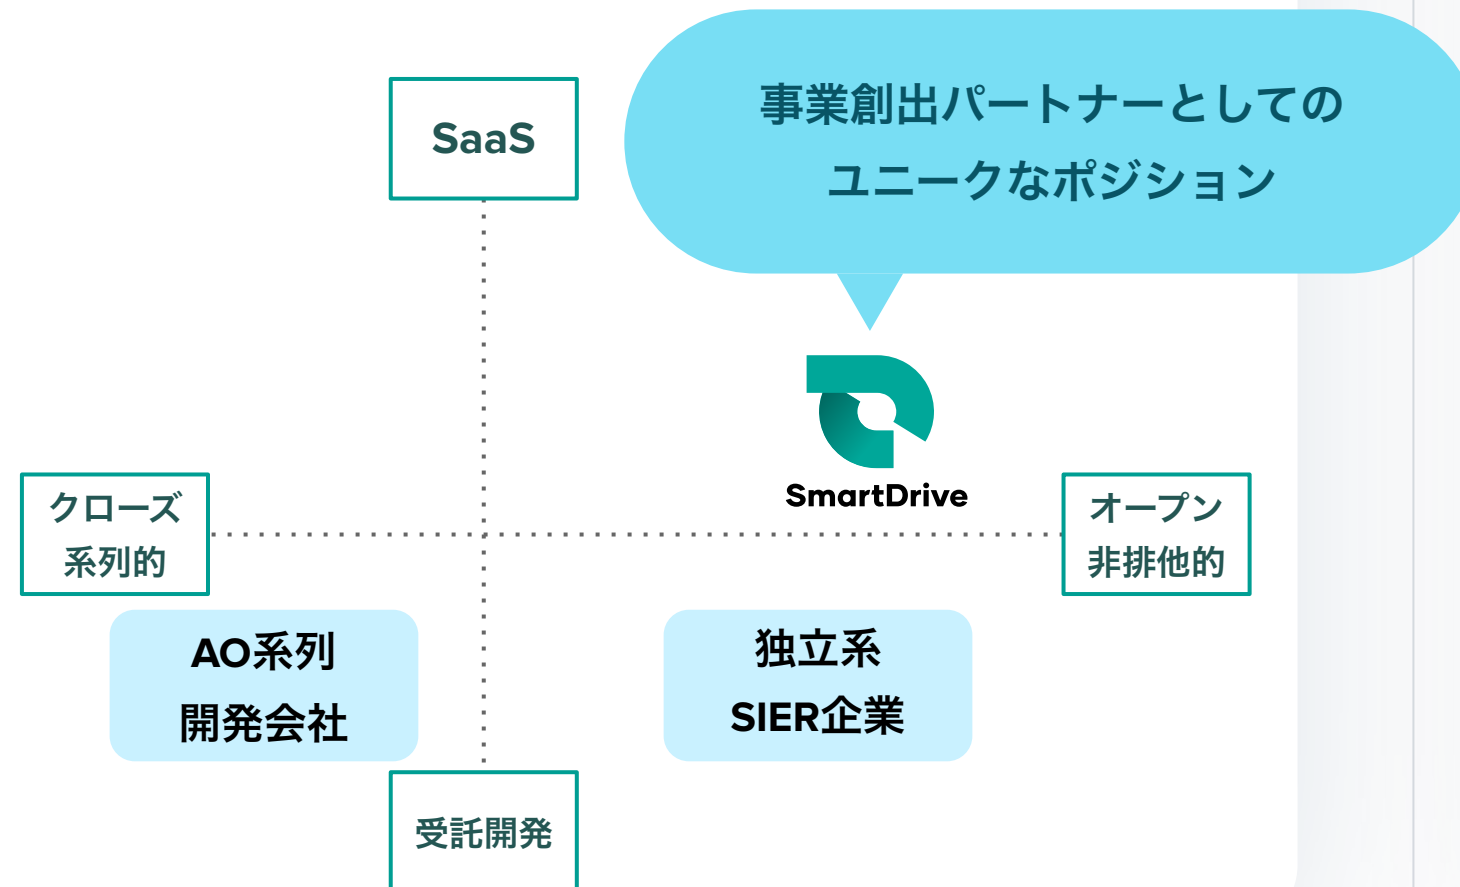 事業創出パートナーとしての
ユニークなポジション
SaaS
SmartDrive
クローズ
系列的
オープン
非排他的
AO系列
開発会社
独立系
SIER企業
受託開発